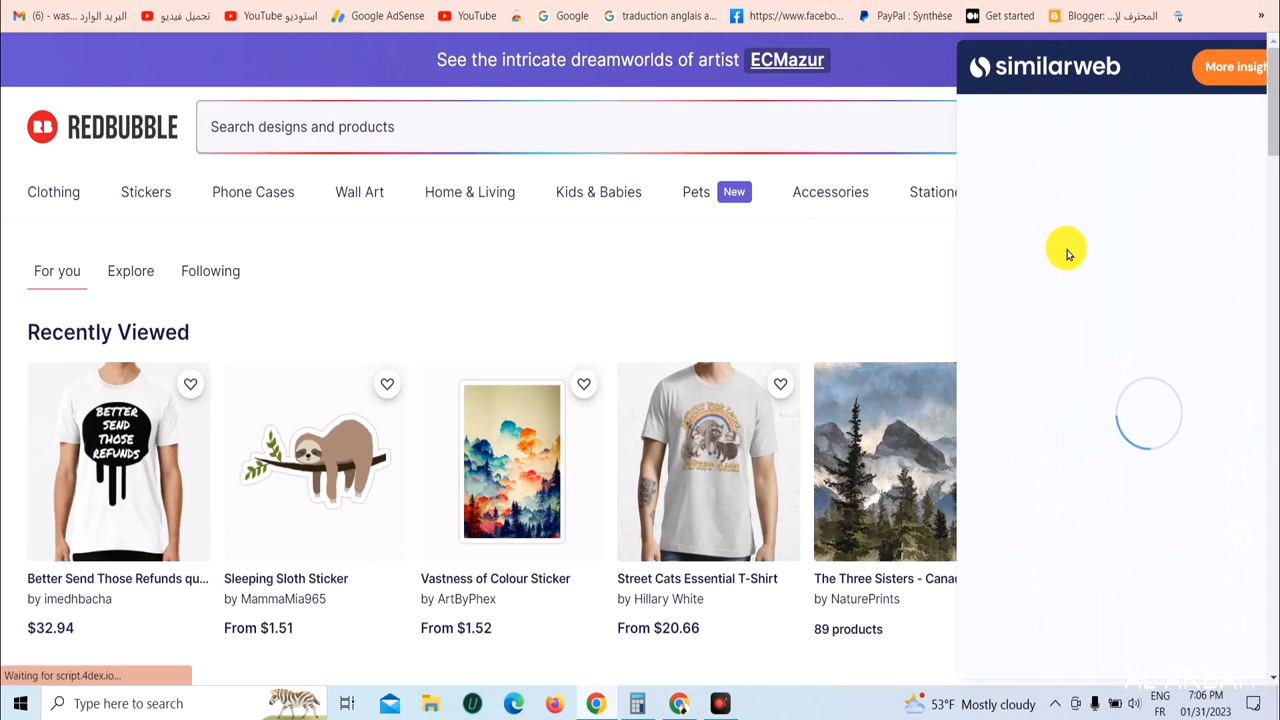 (6) البريد الوارد - was...
تحميل فيديو
استوديو YouTube
Google AdSense
YouTube
Google
traduction anglais a...
https://www.facebo...
PayPal : Synthèse
Get started
Blogger: المحترف لإ...
»
See the intricate dreamworlds of artist ECMazur
similarweb
More insigh
RB REDBUBBLE
Search designs and products
Clothing
Stickers
Phone Cases
Wall Art
Home & Living
Kids & Babies
Pets New
Accessories
Statione
For you
Explore
Following
Recently Viewed
BETTER
SEND
THOSE
REFUNDS
Better Send Those Refunds qu...
by imedhbacha
$32.94
Sleeping Sloth Sticker
by MammaMia965
From $1.51
Vastness of Colour Sticker
by ArtByPhex
From $1.52
STREET CATS
Street Cats Essential T-Shirt
by Hillary White
From $20.66
The Three Sisters - Canad
by NaturePrints
89 products
Waiting for script.4dex.io...
Type here to search
53°F Mostly cloudy
ENG
FR
7:06 PM
01/31/2023